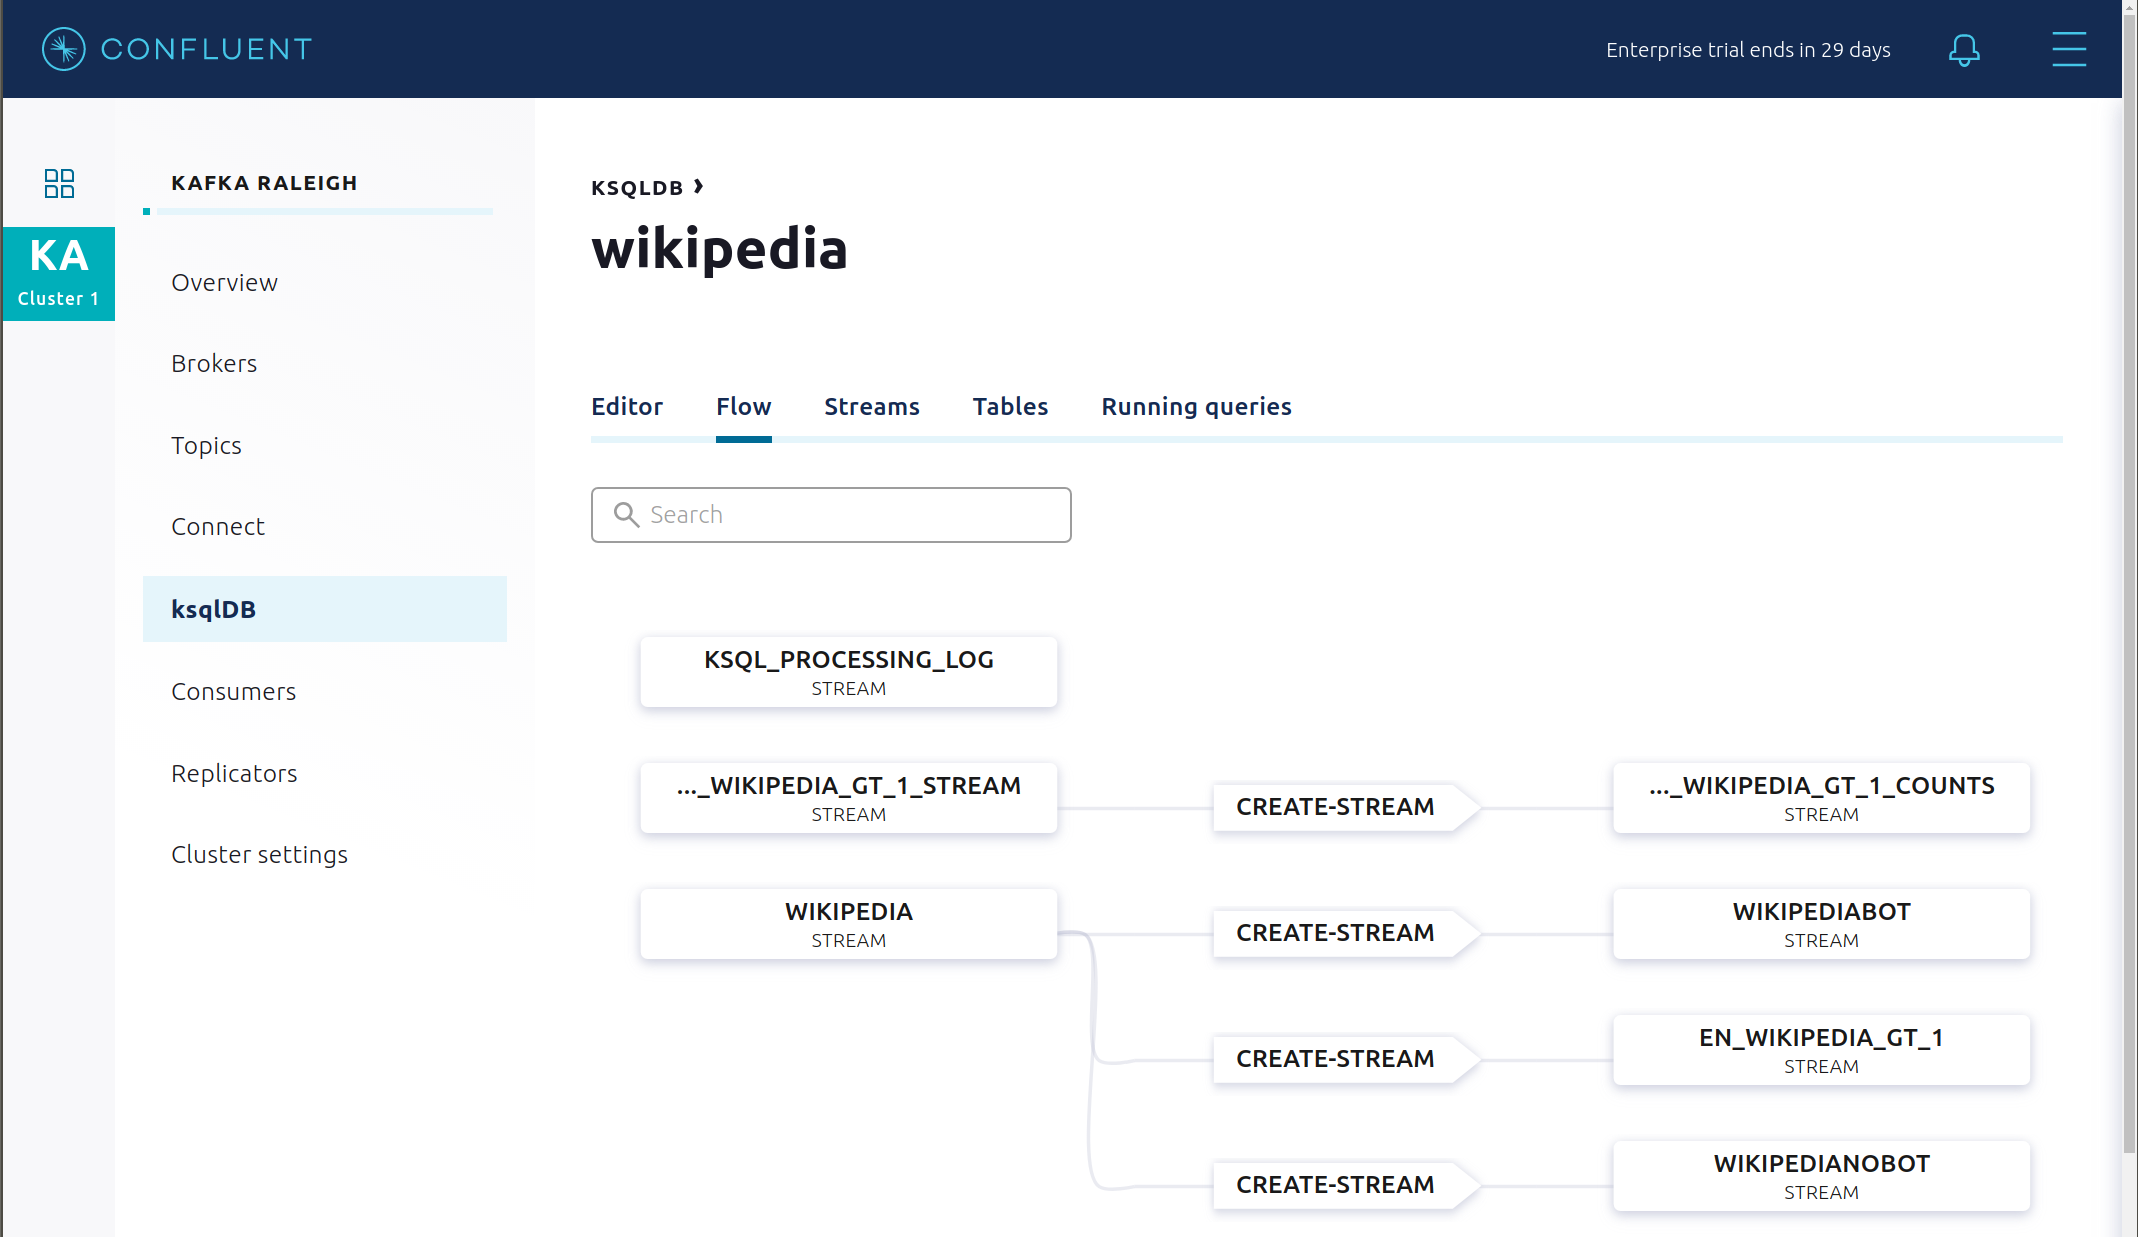 CONFLUENT
Enterprise trial ends in 29 days
KA
Cluster 1
KAFKA RALEIGH
Overview
Brokers
Topics
Connect
ksqlDB
Consumers
Replicators
Cluster settings
KSQLDB ›
wikipedia
Editor Flow Streams Tables Running queries
Search
KSQL_PROCESSING_LOG
STREAM
..._WIKIPEDIA_GT_1_STREAM
STREAM
CREATE-STREAM
..._WIKIPEDIA_GT_1_COUNTS
STREAM
WIKIPEDIA
STREAM
CREATE-STREAM
WIKIPEDIABOT
STREAM
CREATE-STREAM
EN_WIKIPEDIA_GT_1
STREAM
CREATE-STREAM
WIKIPEDIANOBOT
STREAM